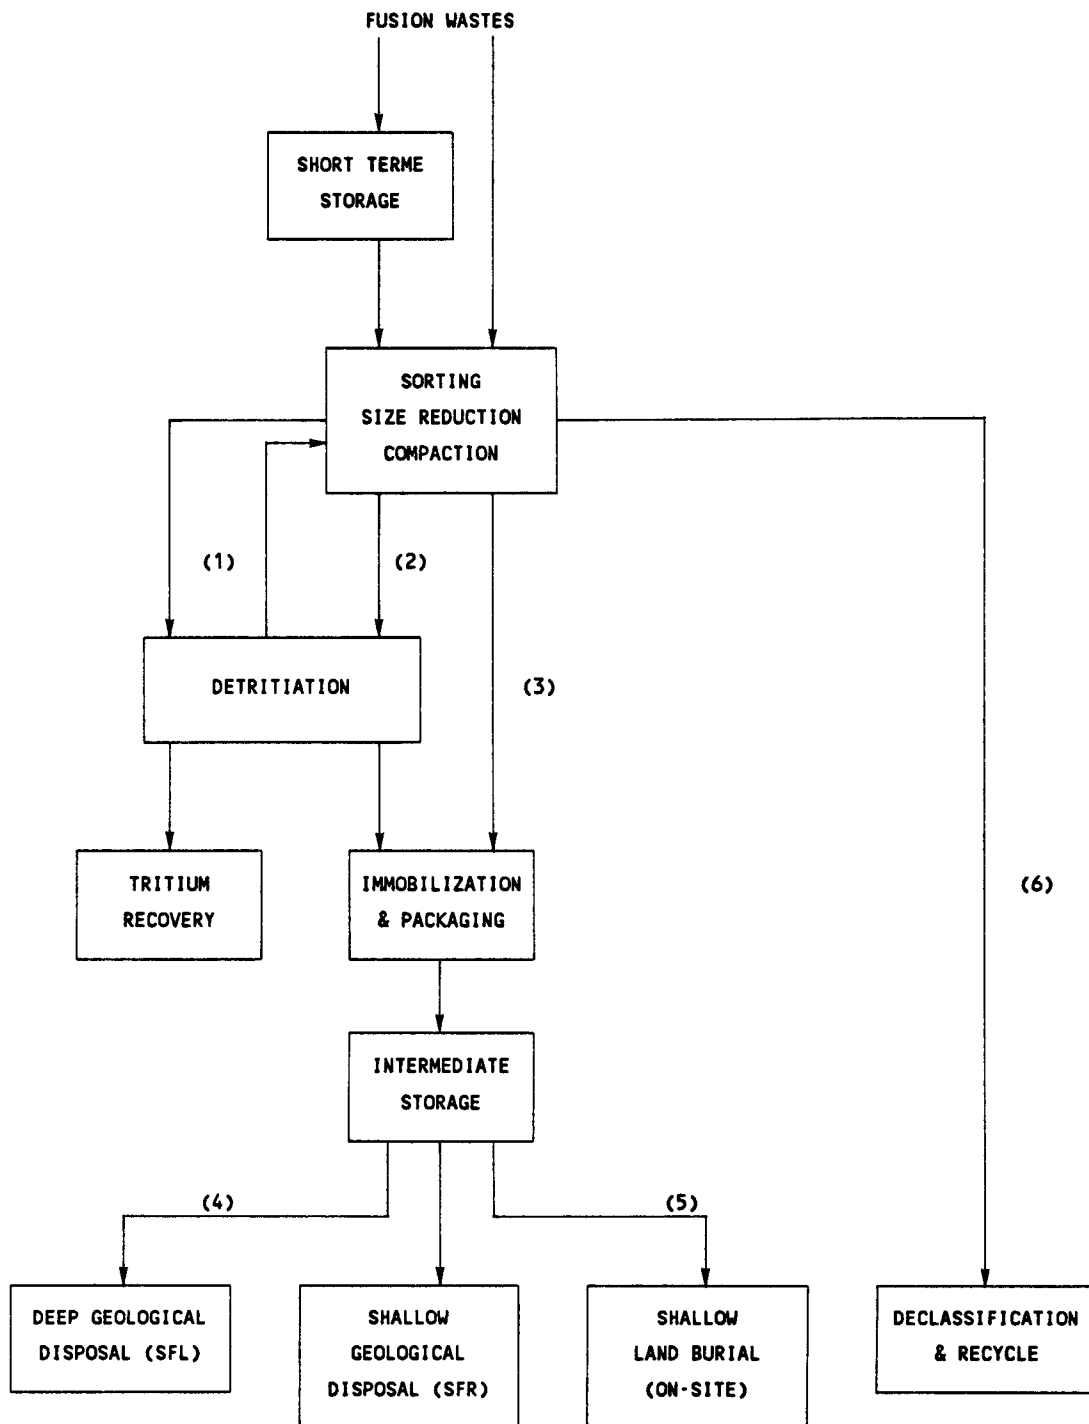 FUSION WASTES
SHORT TERME
STORAGE
SORTING
SIZE REDUCTION
COMPACTION
(1)
(2)
DETRITIATION
(3)
TRITIUM
RECOVERY
IMMOBILIZATION
& PACKAGING
(6)
INTERMEDIATE
STORAGE
(4)
(5)
DEEP GEOLOGICAL
DISPOSAL (SFL)
SHALLOW
GEOLOGICAL
DISPOSAL (SFR)
SHALLOW
LAND BURIAL
(ON-SITE)
DECLASSIFICATION
& RECYCLE